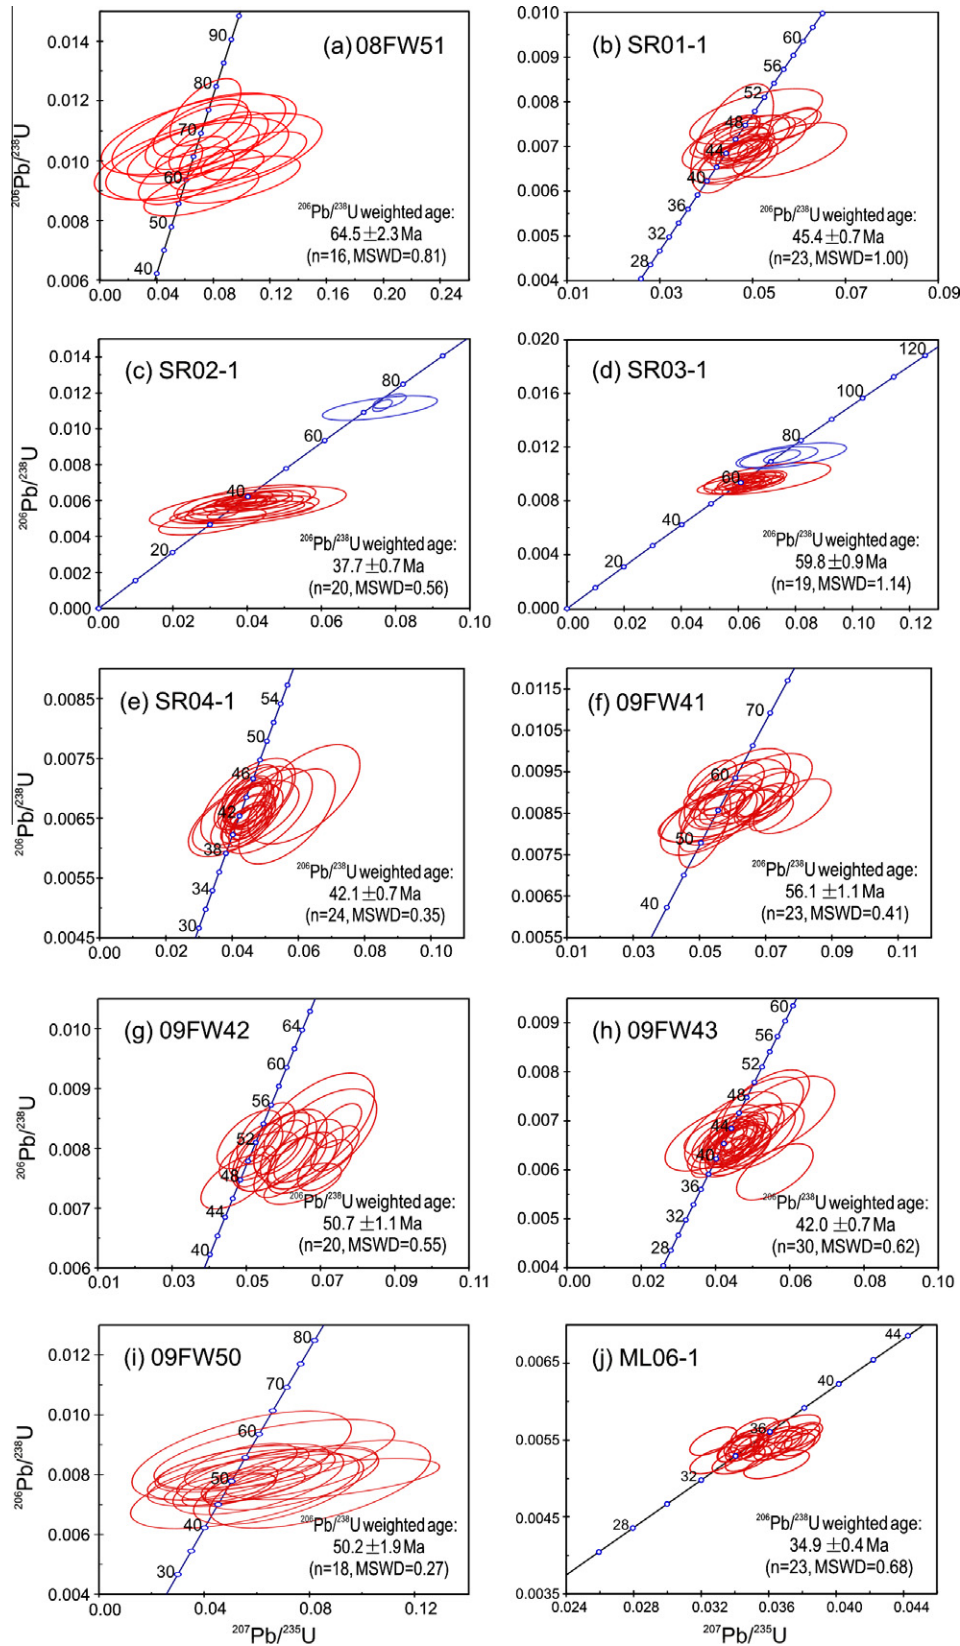 (a) 08FW51
0.015
0.012
0.010
0.008
0.006
90
80
70
60
50
40
²⁰⁶Pb/²³⁸U weighted age:
64.5 ±2.3 Ma
(n=16, MSWD=0.81)
0.00 0.04 0.08 0.12 0.16 0.20 0.24
²⁰⁶Pb/²³⁸U
(b) SR01-1
0.010
0.009
0.008
0.007
0.006
0.005
0.004
60
56
52
48
44
40
36
32
28
²⁰⁶Pb/²³⁸U weighted age:
45.4 ±0.7 Ma
(n=23, MSWD=1.00)
0.01 0.03 0.05 0.07 0.09
(c) SR02-1
0.014
0.012
0.010
0.008
0.006
0.004
0.002
0.000
80
60
40
20
²⁰⁶Pb/²³⁸U weighted age:
37.7 ±0.7 Ma
(n=20, MSWD=0.56)
0.00 0.02 0.04 0.06 0.08 0.10
²⁰⁶Pb/²³⁸U
(d) SR03-1
0.020
0.016
0.012
0.008
0.004
0.000
120
100
80
60
40
20
²⁰⁶Pb/²³⁸U weighted age:
59.8 ±0.9 Ma
(n=19, MSWD=1.14)
0.00 0.02 0.04 0.06 0.08 0.10 0.12
(e) SR04-1
0.0085
0.0075
0.0065
0.0055
0.0045
54
50
46
42
38
34
30
²⁰⁶Pb/²³⁸U weighted age:
42.1 ±0.7 Ma
(n=24, MSWD=0.35)
0.00 0.02 0.04 0.06 0.08 0.10
²⁰⁶Pb/²³⁸U
(f) 09FW41
0.0115
0.0105
0.0095
0.0085
0.0075
0.0065
0.0055
70
60
50
40
²⁰⁶Pb/²³⁸U weighted age:
56.1 ±1.1 Ma
(n=23, MSWD=0.41)
0.00 0.02 0.04 0.06 0.08 0.10
(g) 09FW42
0.010
0.009
0.008
0.007
0.006
64
60
56
52
48
44
40
²⁰⁶Pb/²³⁸U weighted age:
50.7 ±1.1 Ma
(n=20, MSWD=0.55)
0.01 0.03 0.05 0.07 0.09 0.11
²⁰⁶Pb/²³⁸U
(h) 09FW43
0.009
0.008
0.007
0.006
0.005
0.004
60
56
52
48
44
40
36
32
28
²⁰⁶Pb/²³⁸U weighted age:
42.0 ±0.7 Ma
(n=30, MSWD=0.62)
0.00 0.02 0.04 0.06 0.08 0.10
(i) 09FW50
0.012
0.010
0.008
0.006
0.004
80
70
60
50
40
30
²⁰⁶Pb/²³⁸U weighted age:
50.2 ±1.9 Ma
(n=18, MSWD=0.27)
0.00 0.04 0.08 0.12
²⁰⁶Pb/²³⁸U
²⁰⁷Pb/²³⁵U
(j) ML06-1
0.0065
0.0055
0.0045
0.0035
44
40
36
32
28
²⁰⁶Pb/²³⁸U weighted age:
34.9 ±0.4 Ma
(n=23, MSWD=0.68)
0.024 0.028 0.032 0.036 0.040 0.044
²⁰⁷Pb/²³⁵U